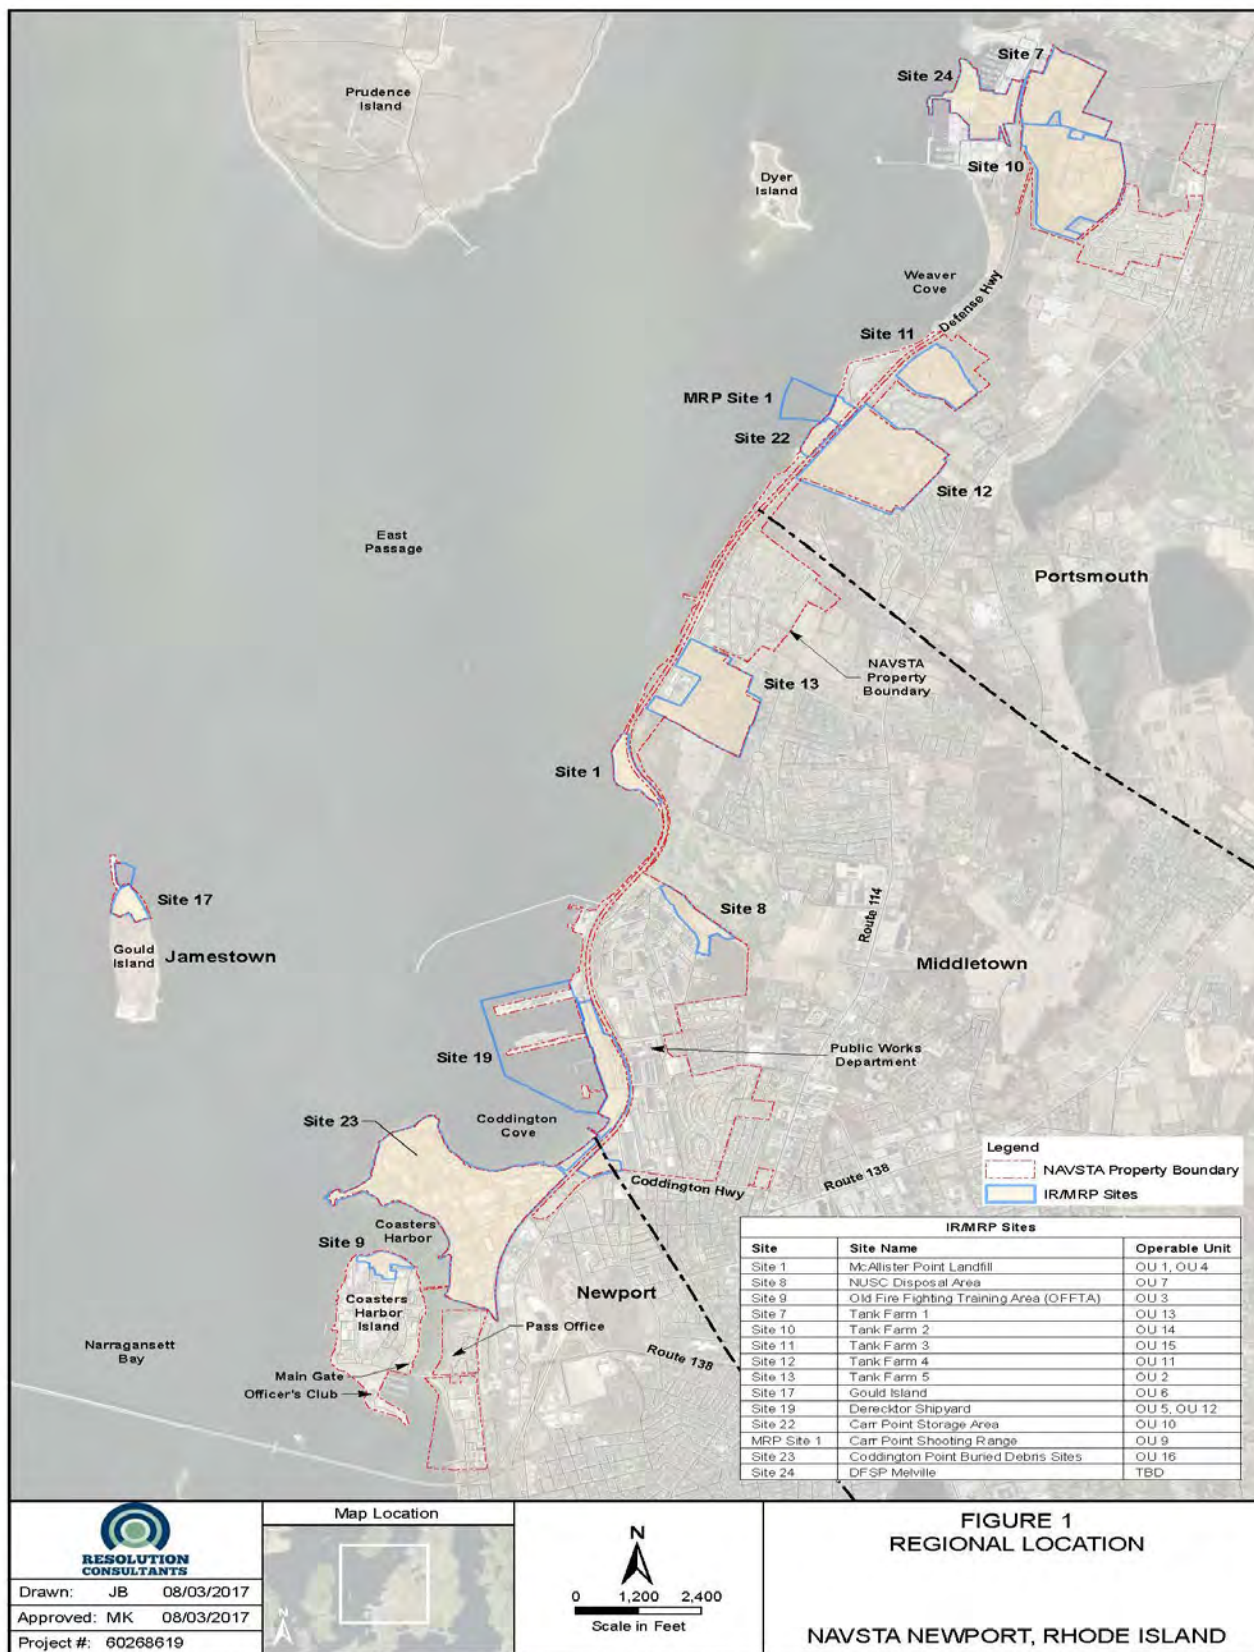 Prudence
Island
Site 7
Site 24
Dyer
Island
Site 10
Weaver
Cove
Defense Hwy
Site 11
MRP Site 1
Site 22
Site 12
East
Passage
Portsmouth
NAVSTA
Property
Boundary
Site 13
Site 1
Site 17
Gould
Island
Jamestown
Site 8
Route 114
Middletown
Site 19
Public Works
Department
Coddington
Cove
Site 23
Coddington Hwy
Route 138
Coasters
Harbor
Site 9
Coasters
Harbor
Island
Newport
Pass Office
Route 138
Narragansett
Bay
Main Gate
Officer's Club
Legend
NAVSTA Property Boundary
IR/MRP Sites
IR/MRP Sites
Site Site Name Operable Unit
Site 1 McAllister Point Landfill OU 1, OU 4
Site 8 NUSC Disposal Area OU 7
Site 9 Old Fire Fighting Training Area (OFFTA) OU 3
Site 7 Tank Farm 1 OU 13
Site 10 Tank Farm 2 OU 14
Site 11 Tank Farm 3 OU 15
Site 12 Tank Farm 4 OU 11
Site 13 Tank Farm 5 OU 2
Site 17 Gould Island OU 6
Site 19 Derecktor Shipyard OU 5, OU 12
Site 22 Carr Point Storage Area OU 10
MRP Site 1 Carr Point Shooting Range OU 9
Site 23 Coddington Point Buried Debris Sites OU 16
Site 24 DFSP Melville TBD
RESOLUTION
CONSULTANTS
Drawn: JB 08/03/2017
Approved: MK 08/03/2017
Project #: 60268619
Map Location
N
N
0 1,200 2,400
Scale in Feet
FIGURE 1
REGIONAL LOCATION
NAVSTA NEWPORT, RHODE ISLAND